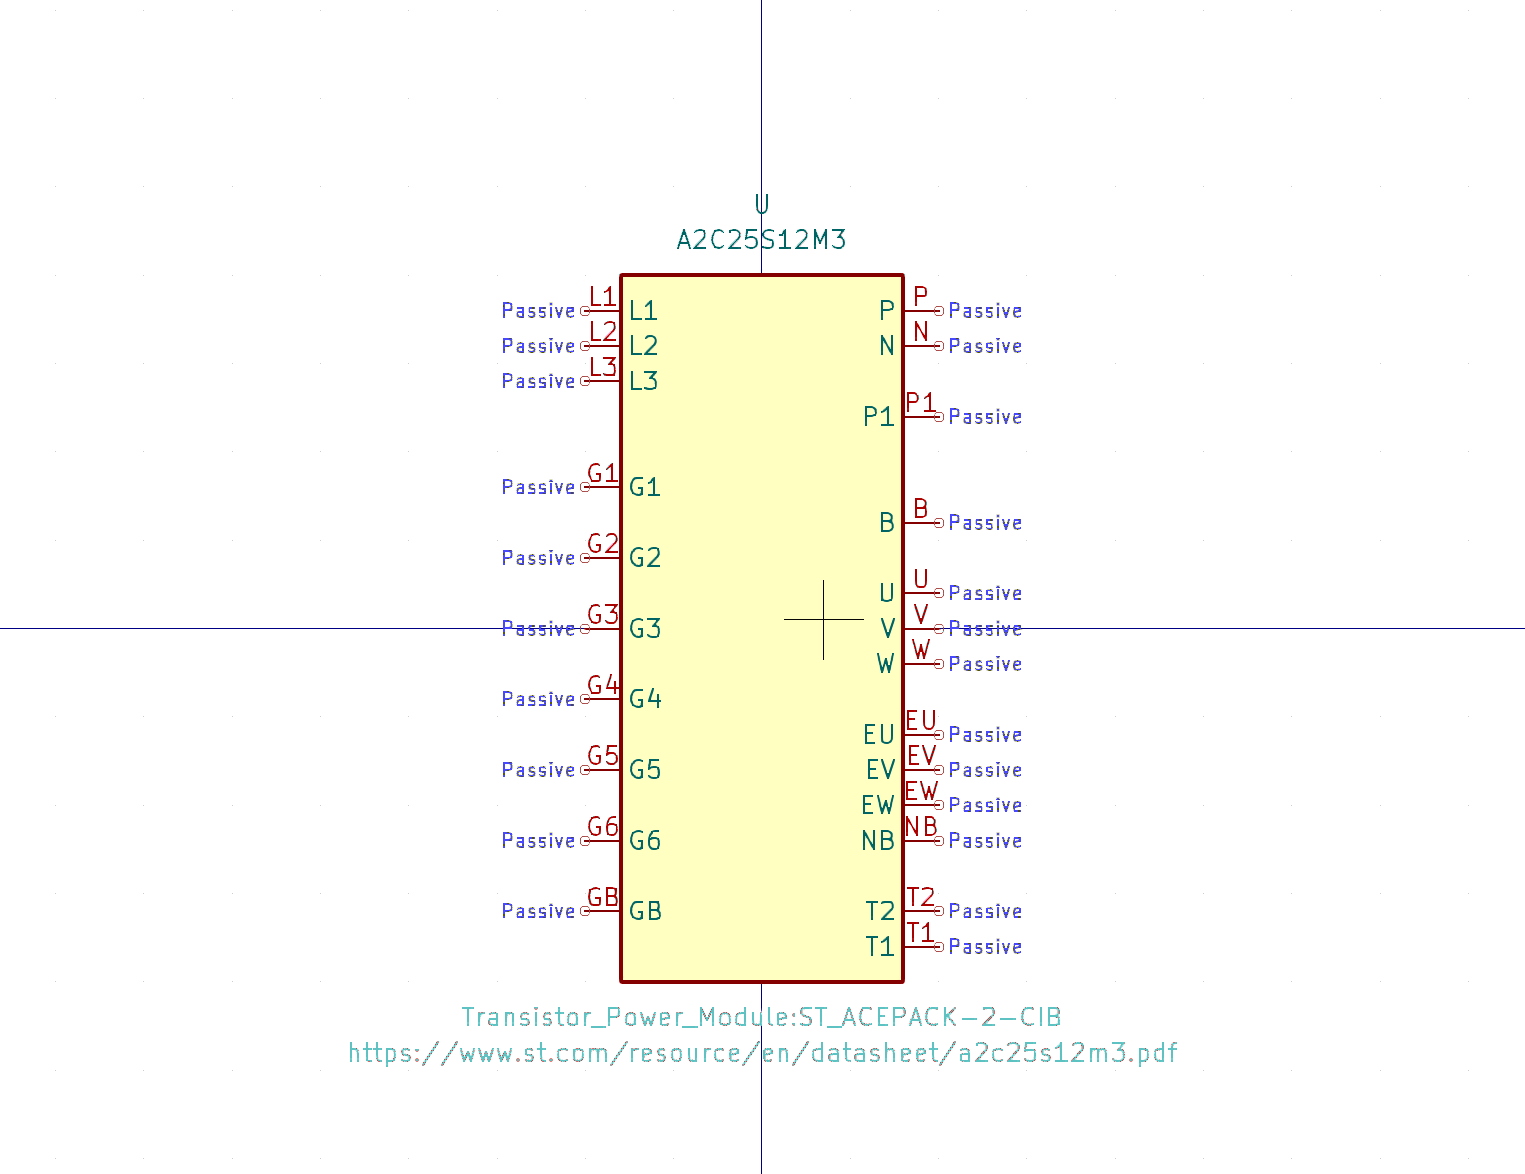 U
A2C25S12M3
Passive L1 L1 P P Passive
Passive L2 L2 N N Passive
Passive L3 L3
P1 P1 Passive
Passive G1 G1
B B Passive
Passive G2 G2
U U Passive
Passive G3 G3 V V Passive
W W Passive
Passive G4 G4
EU EU Passive
Passive G5 G5 EV EV Passive
EW EW Passive
Passive G6 G6 NB NB Passive
Passive GB GB T2 T2 Passive
T1 T1 Passive
Transistor_Power_Module:ST_ACEPACK-2-CIB
https://www.st.com/resource/en/datasheet/a2c25s12m3.pdf